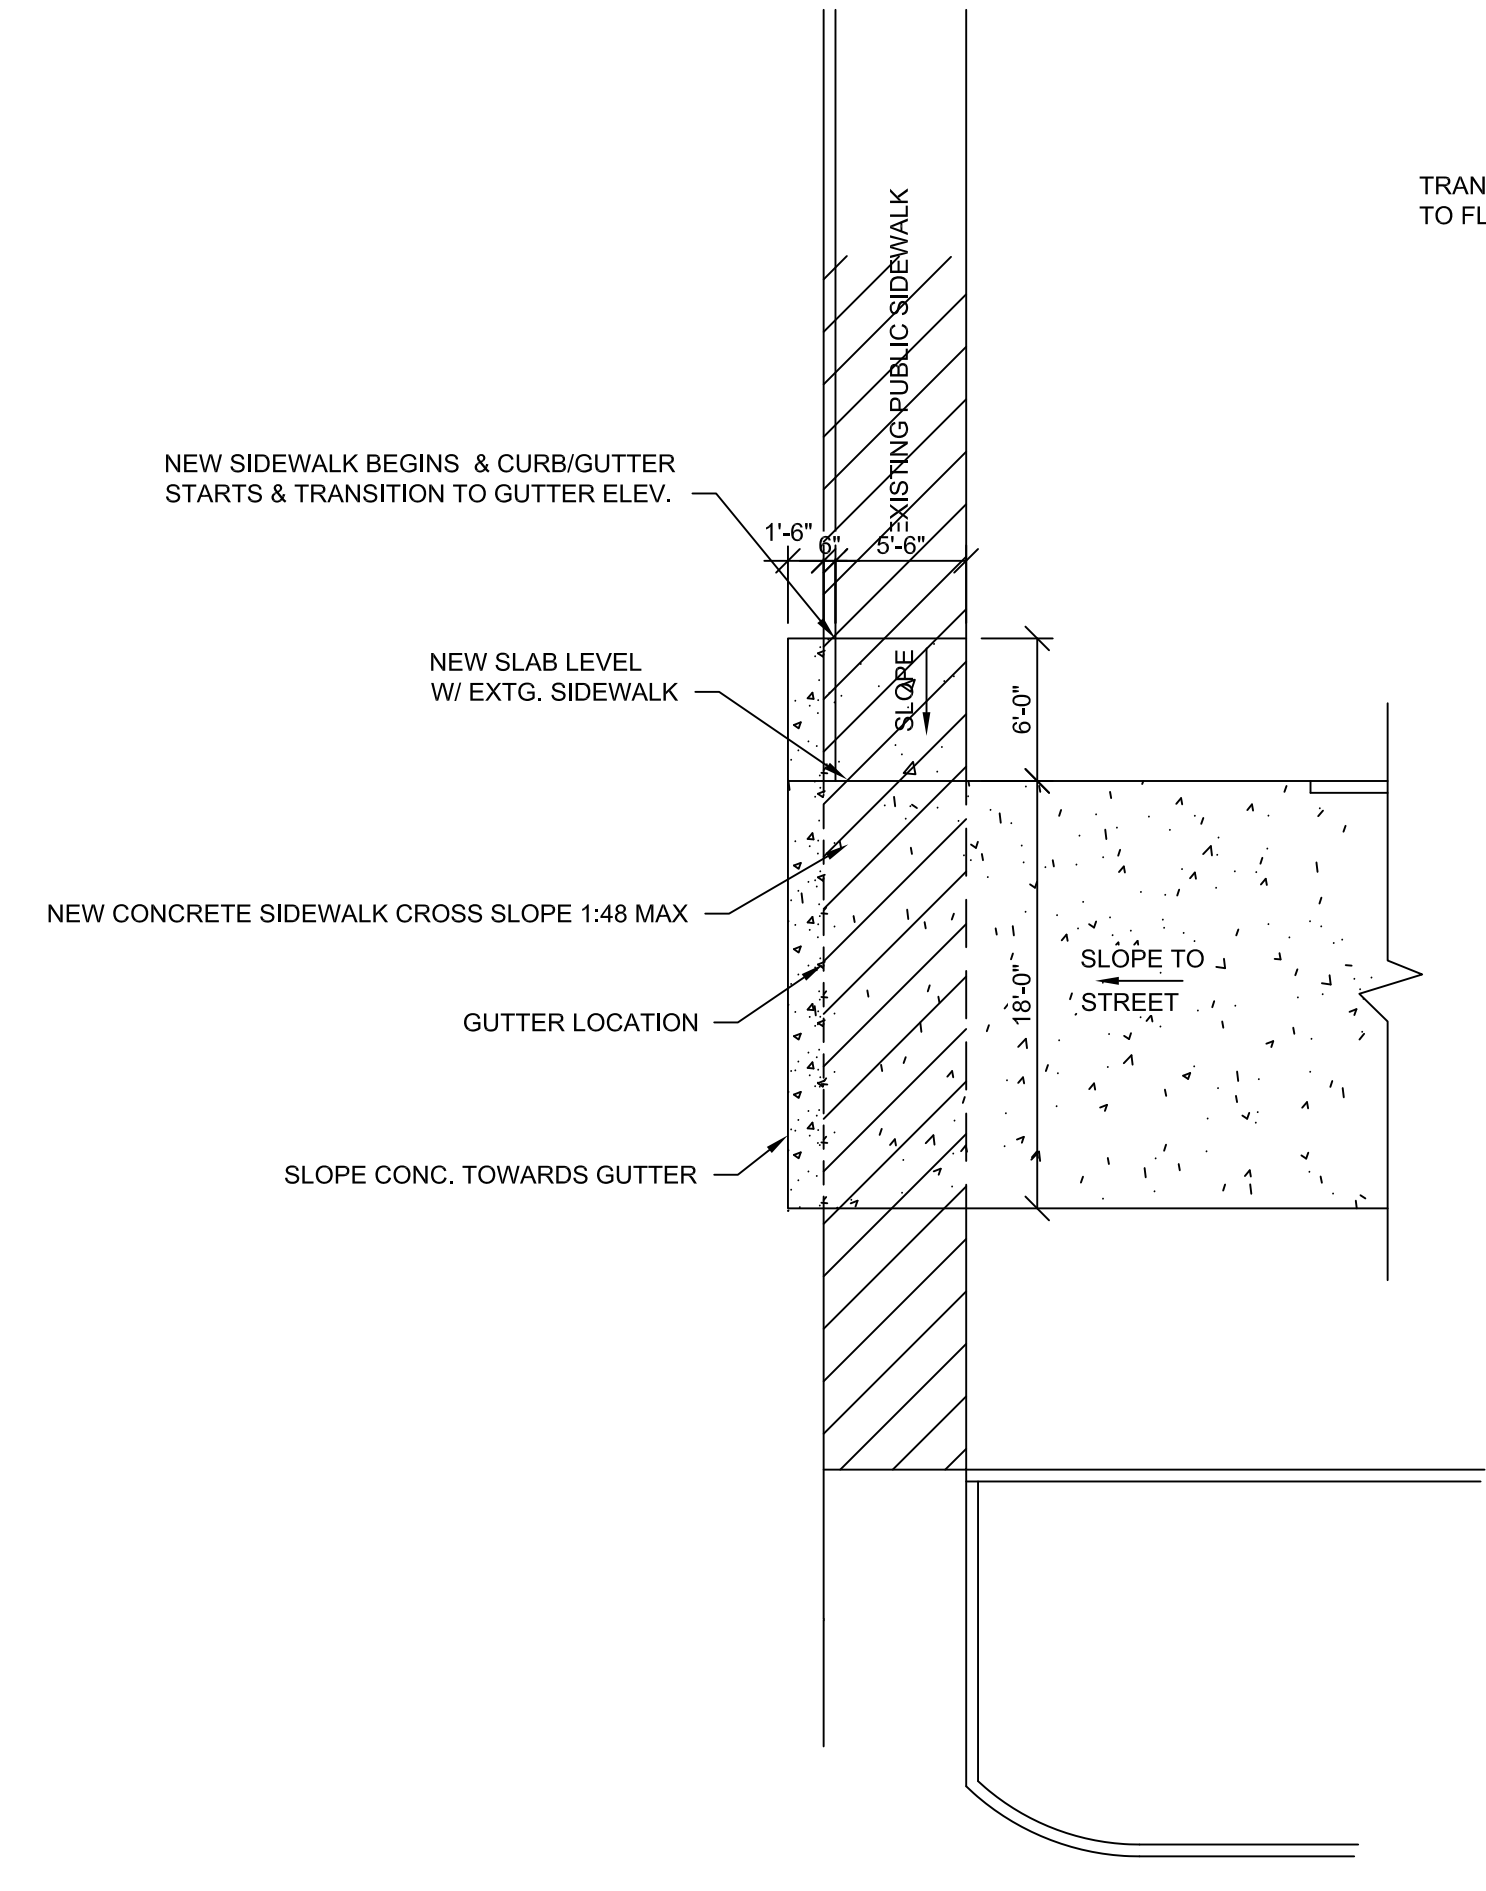 TRAN
TO FL
EXISTING PUBLIC SIDEWALK
NEW SIDEWALK BEGINS & CURB/GUTTER
STARTS & TRANSITION TO GUTTER ELEV.
1'-6" 6" 5'-6"
NEW SLAB LEVEL
W/ EXTG. SIDEWALK
SLOPE
6'-0"
NEW CONCRETE SIDEWALK CROSS SLOPE 1:48 MAX
SLOPE TO
STREET
18'-0"
GUTTER LOCATION
SLOPE CONC. TOWARDS GUTTER